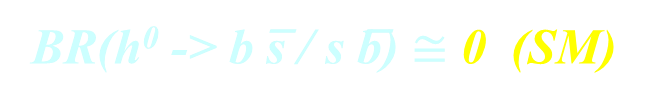 BR(h⁰ -> b s̅ / s b̅) ≅ 0 (SM)